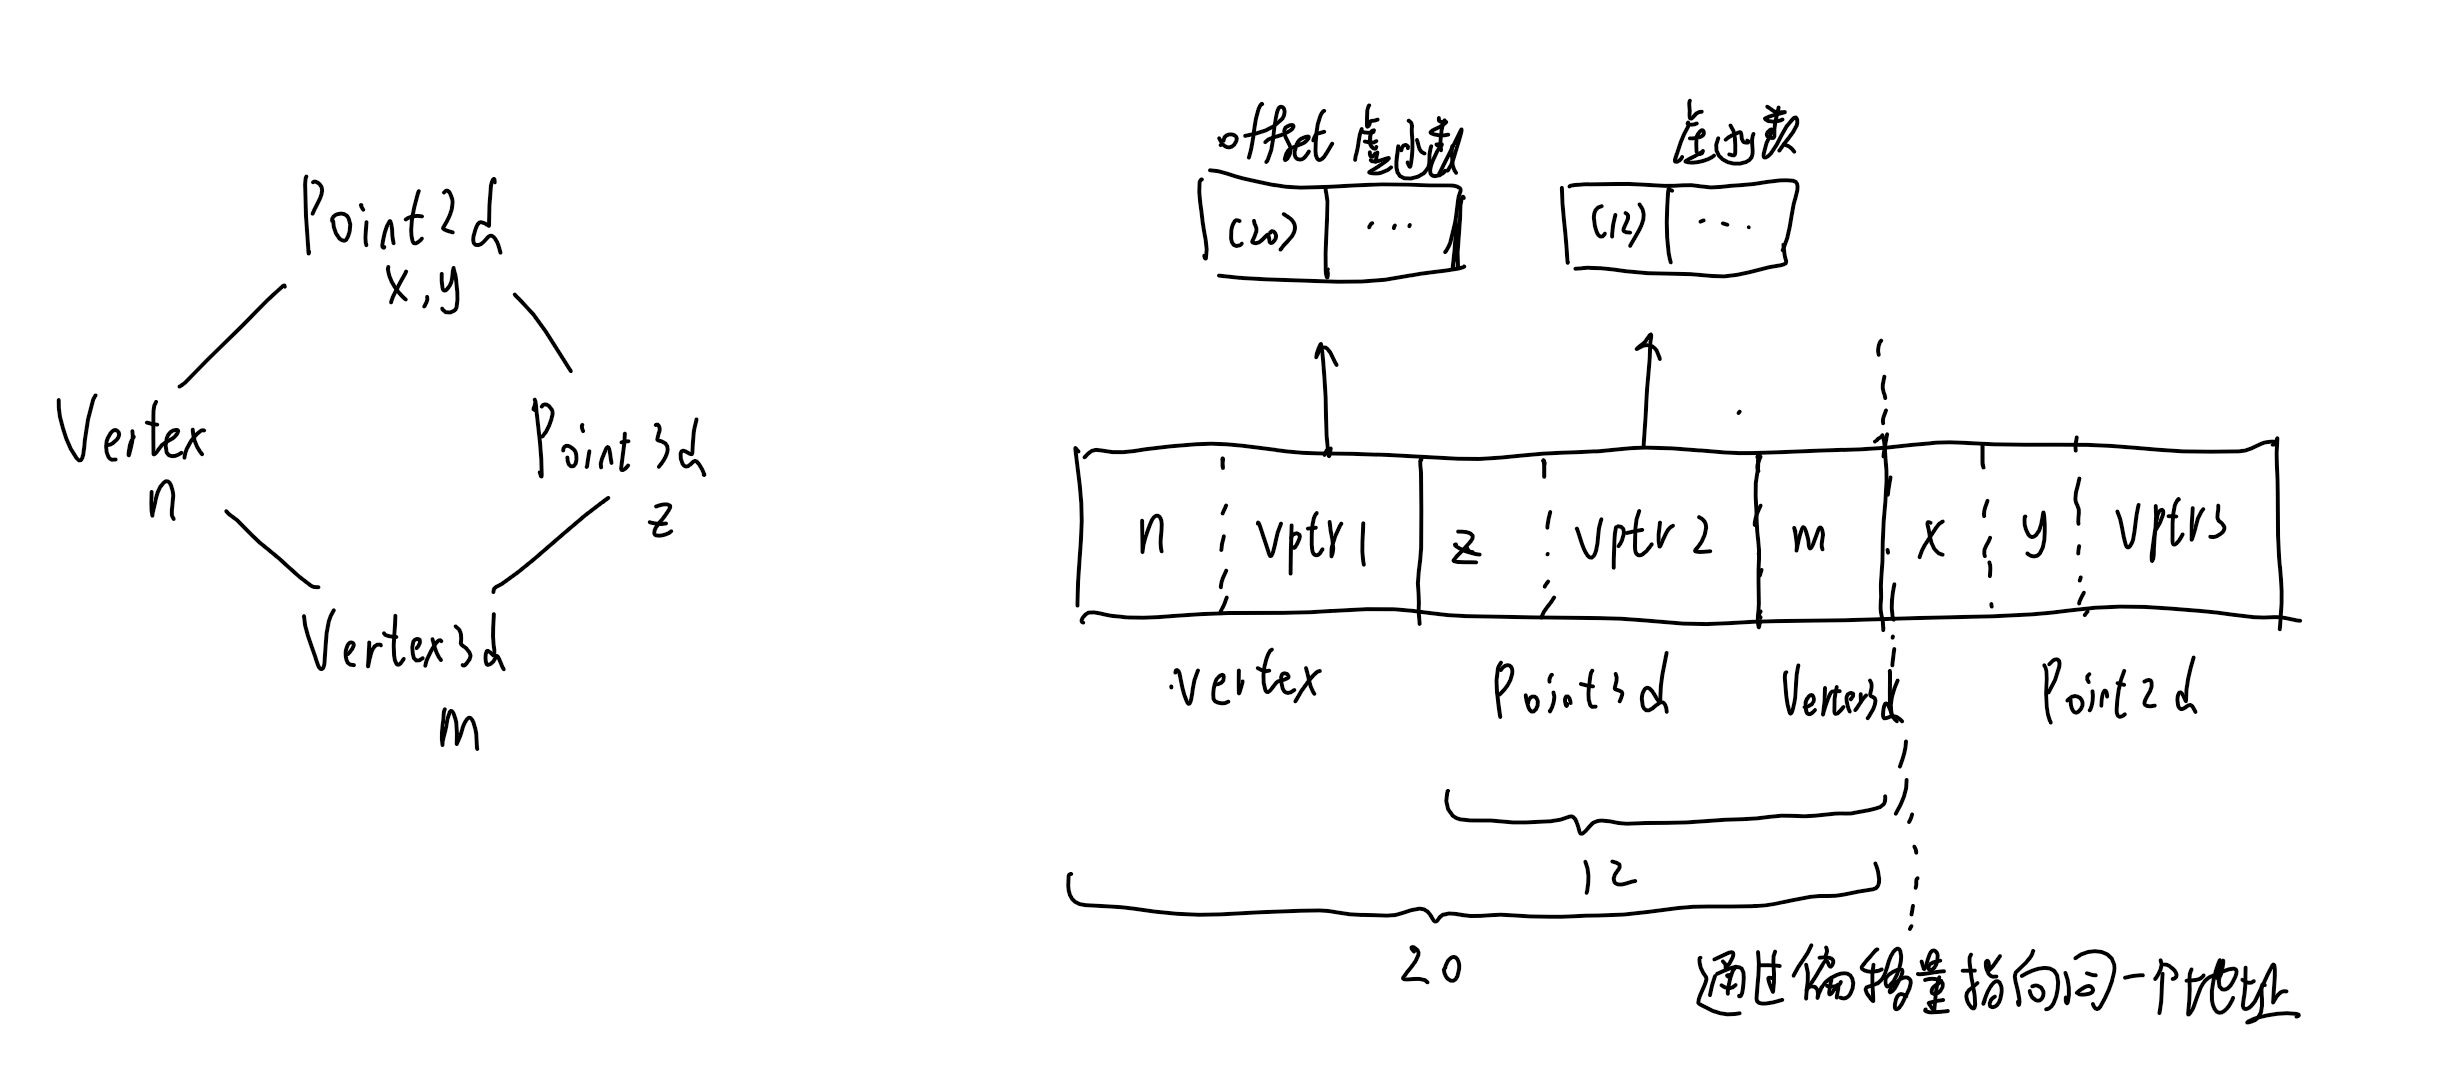 Point2d
x,y
Vertex
n
Point3d
z
Vertex3d
m
offset 虚函数
虚函数
(20) ...
(12) ...
n vptr1 z vptr2 m x y vptr3
Vertex Point3d Vertex3d Point2d
12
20
通过偏移量指向同一个地址